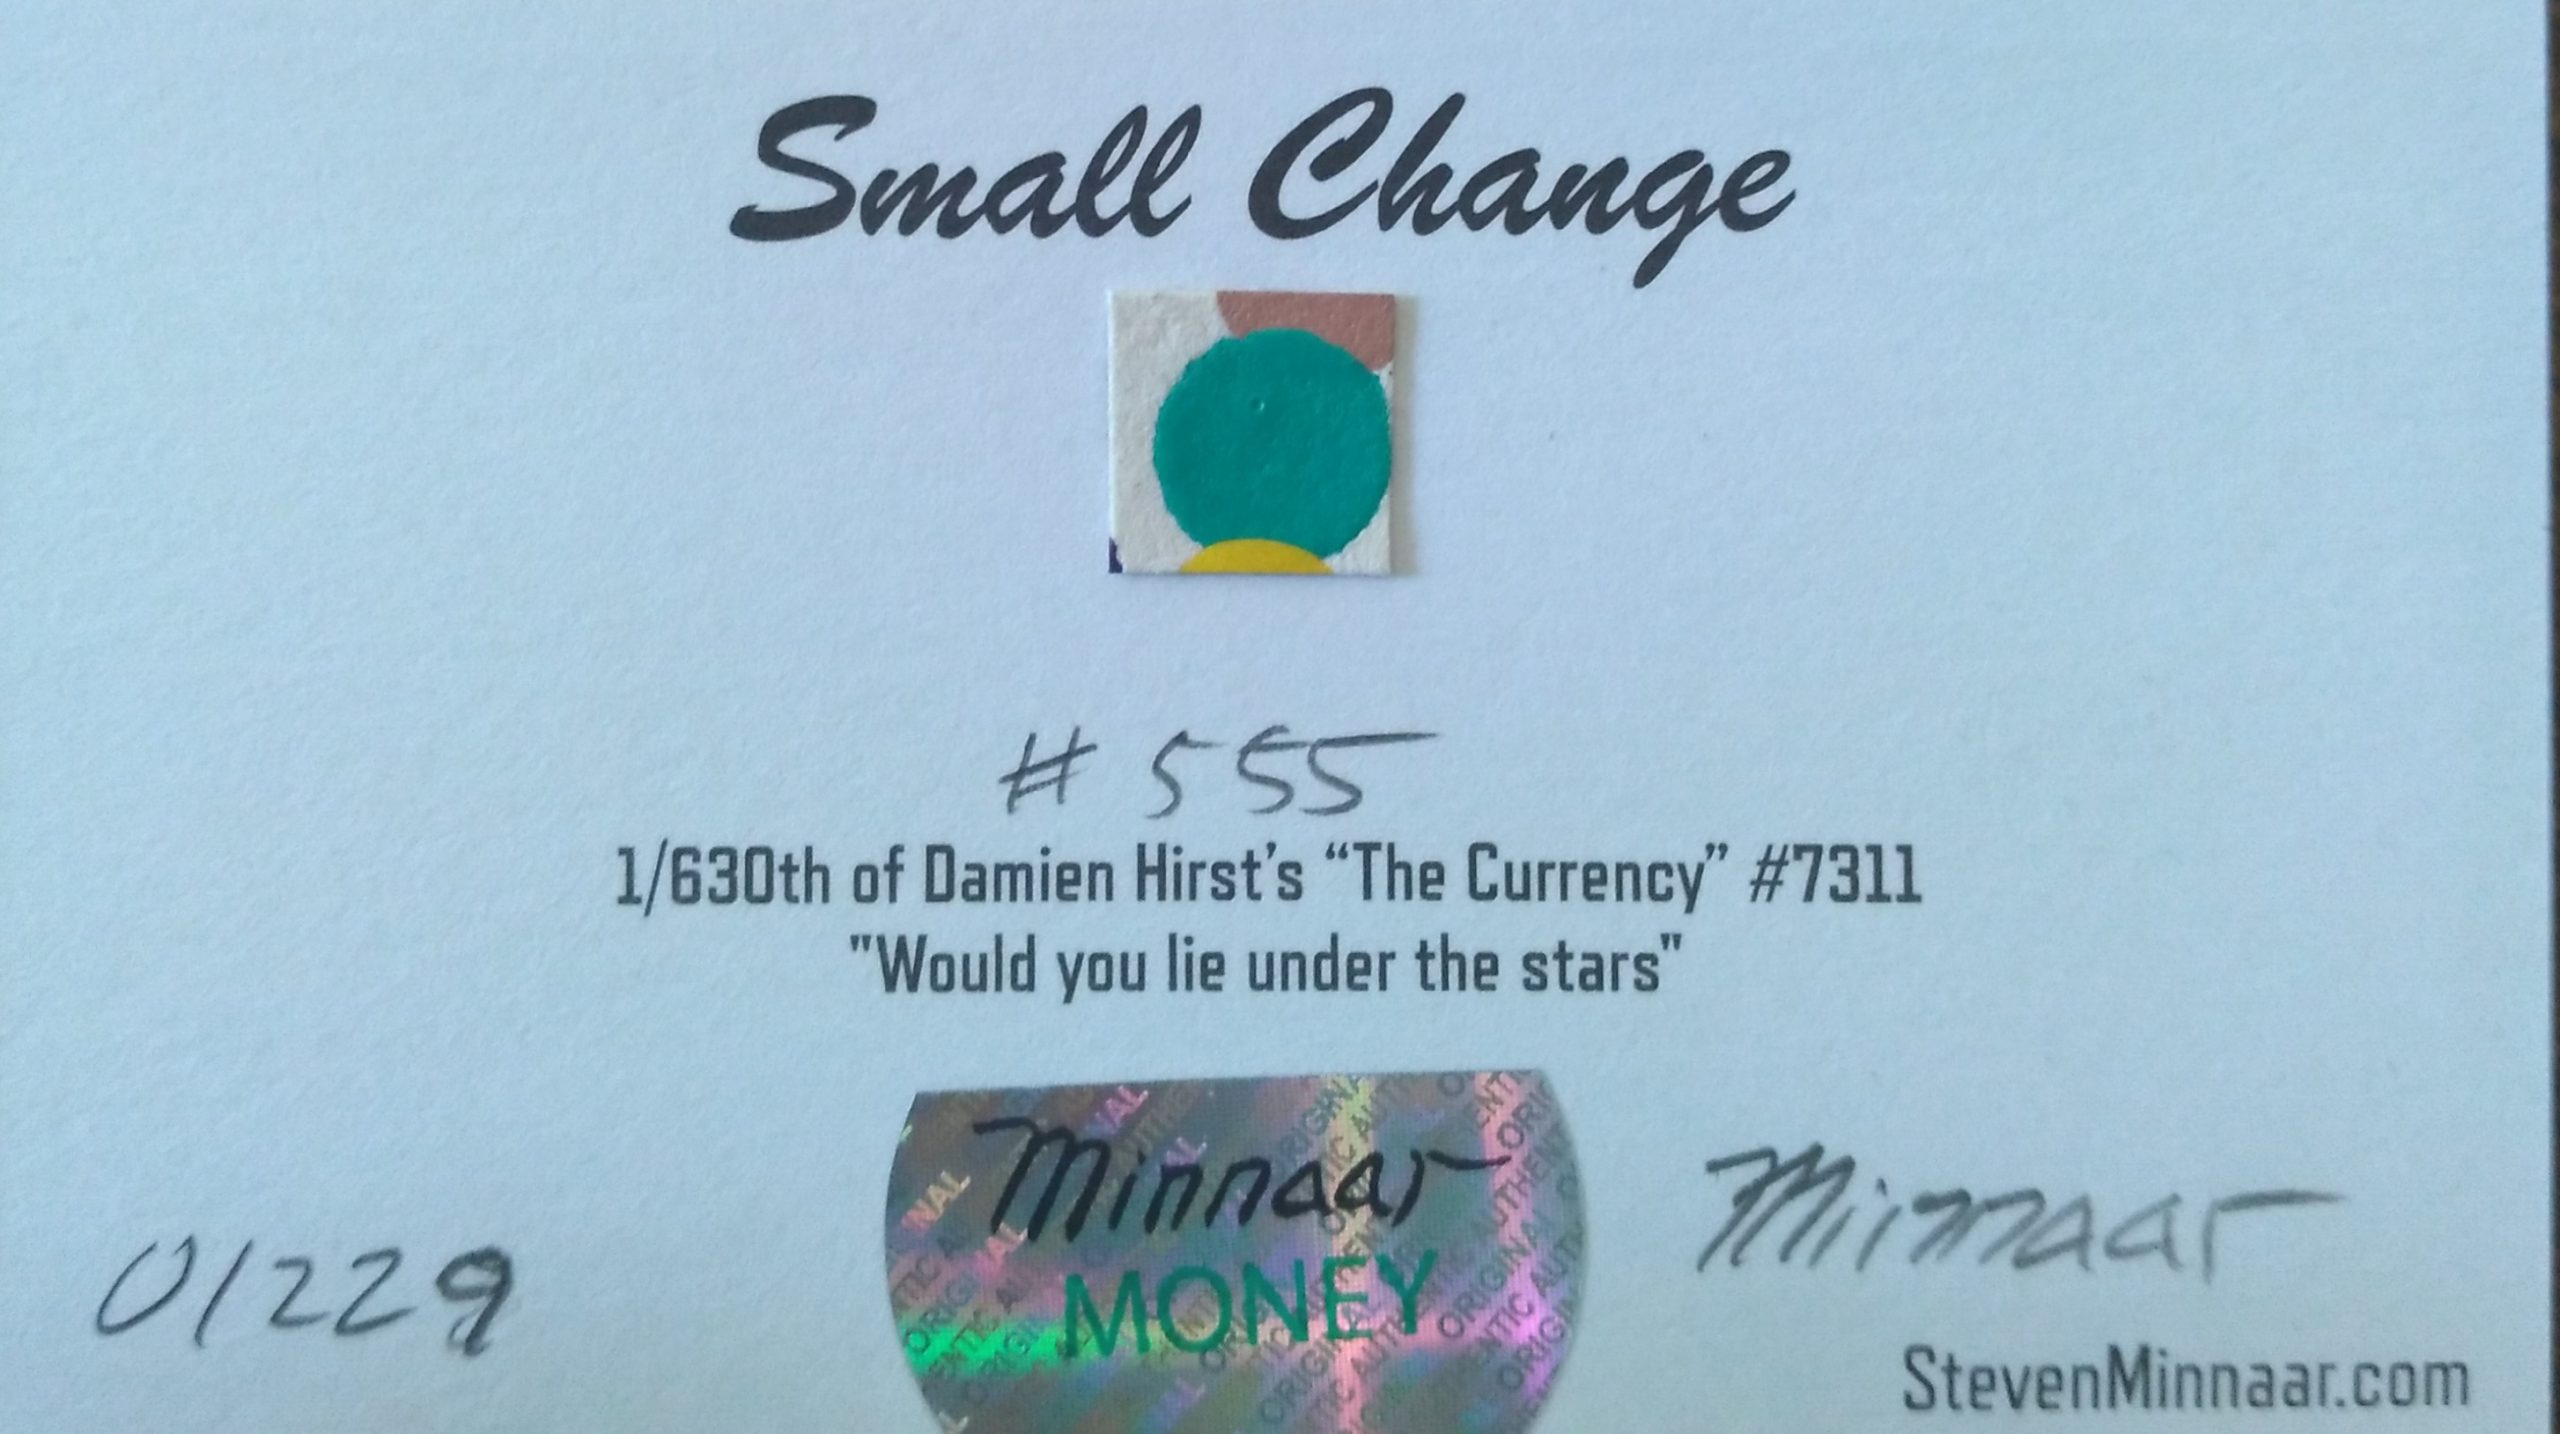 Small Change
# 555
1/630th of Damien Hirst’s “The Currency” #7311
"Would you lie under the stars"
Minnaar
MONEY
01229
Minnaar
StevenMinnaar.com